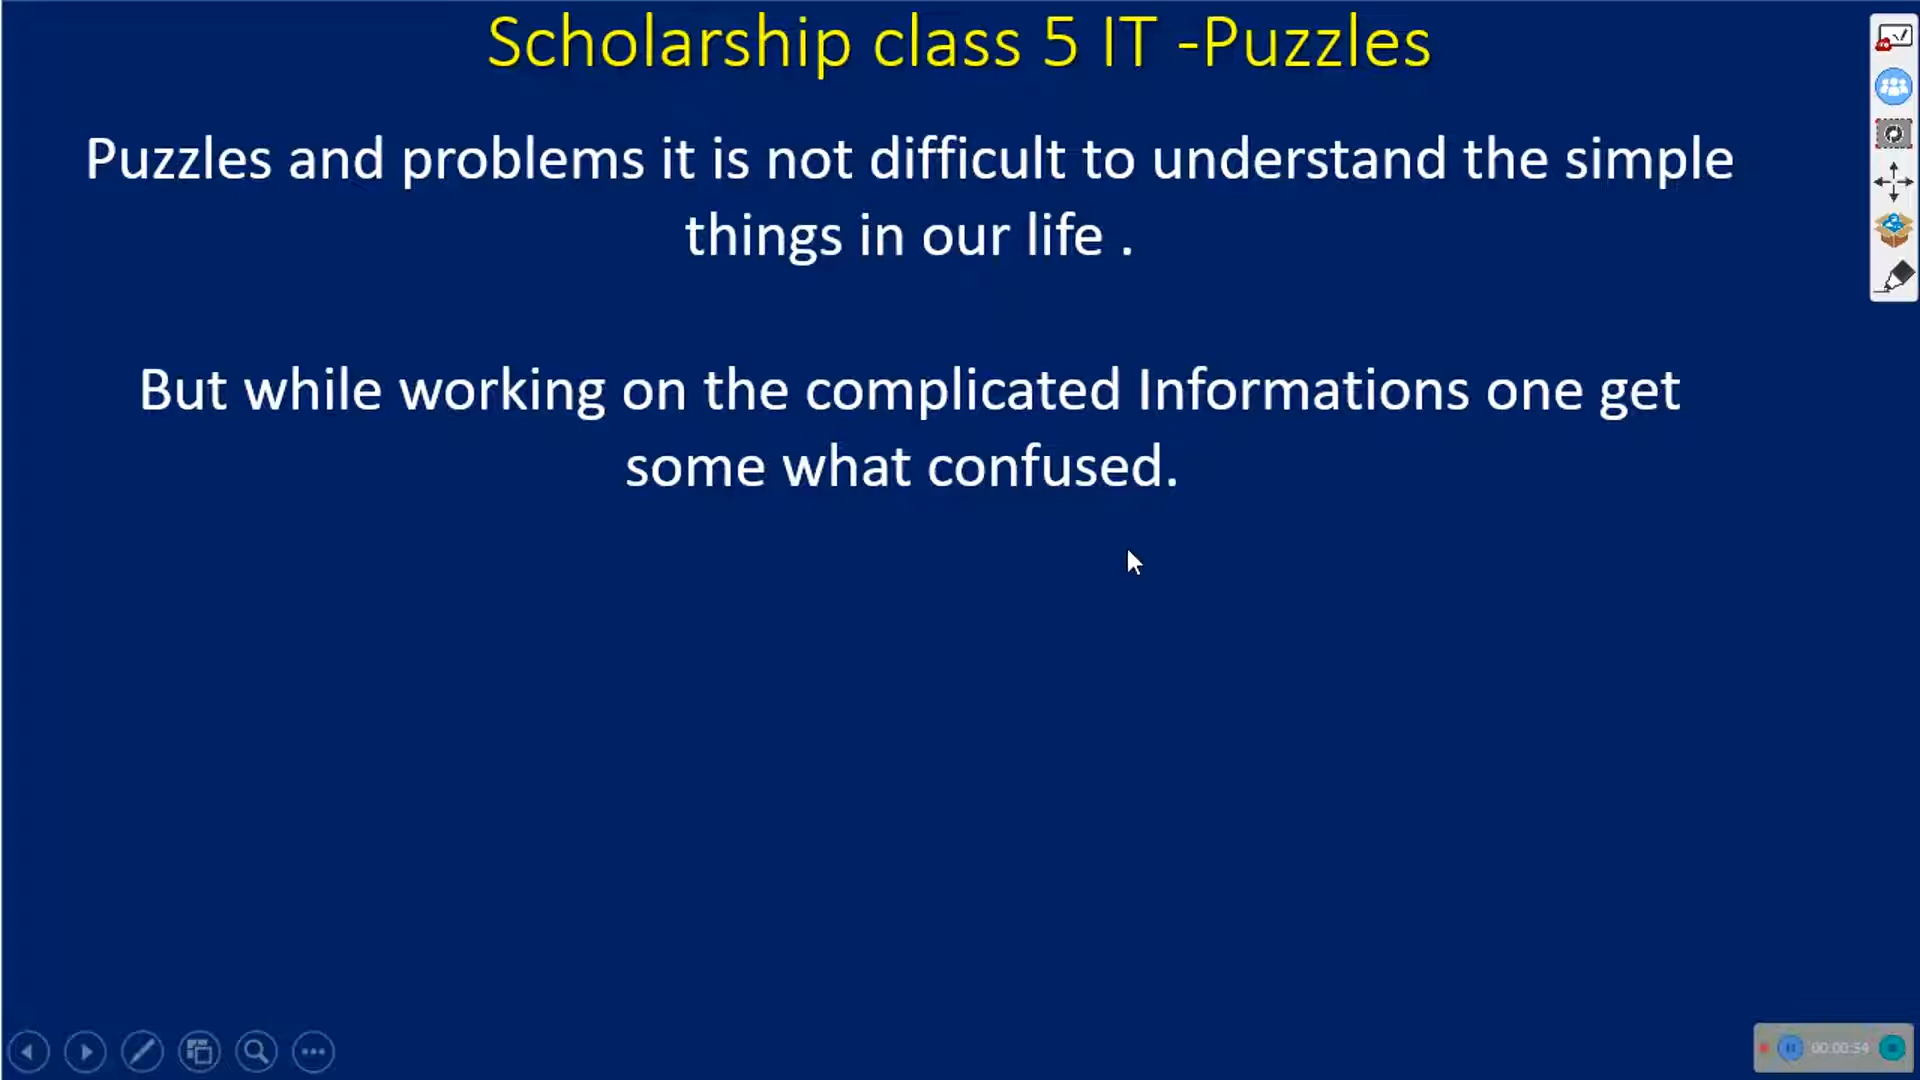 Scholarship class 5 IT -Puzzles
Puzzles and problems it is not difficult to understand the simple
things in our life .
But while working on the complicated Informations one get
some what confused.
00:00:54